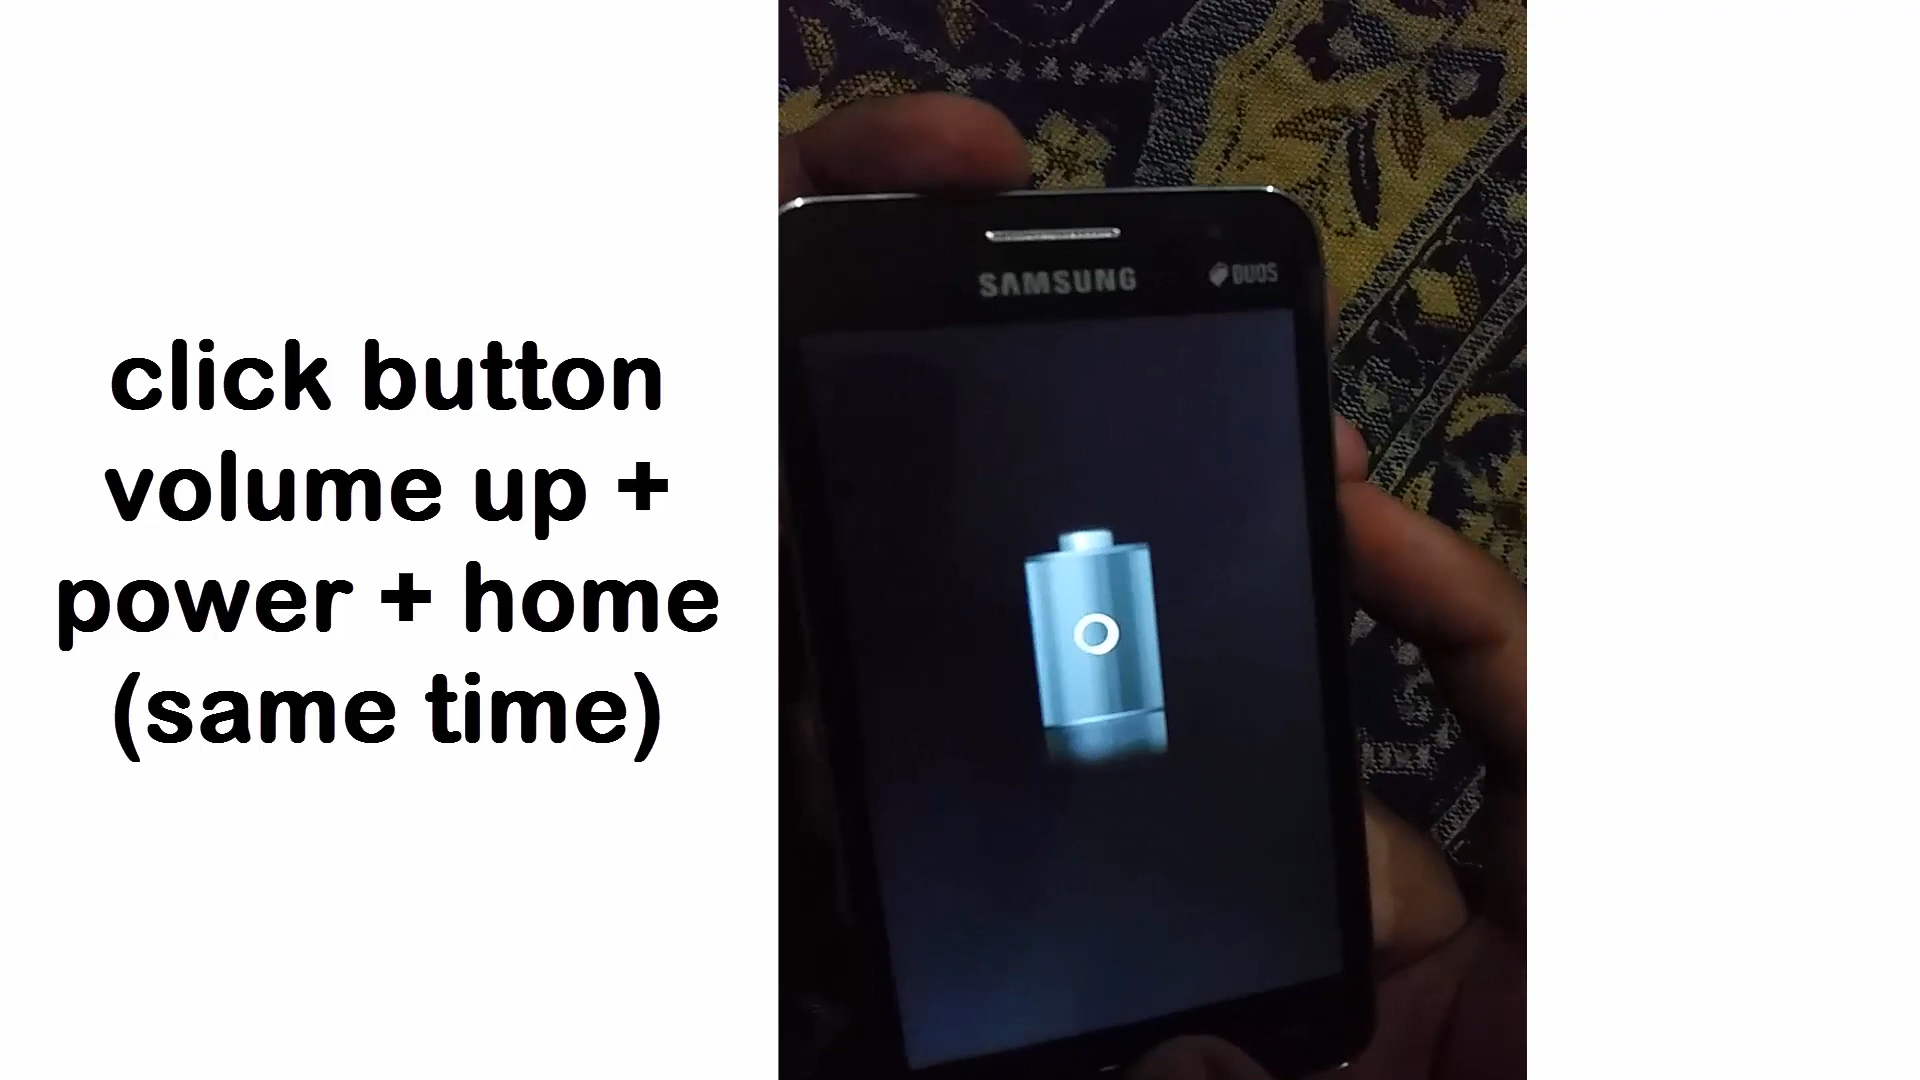 click button
volume up +
power + home
(same time)
SAMSUNG
DUOS